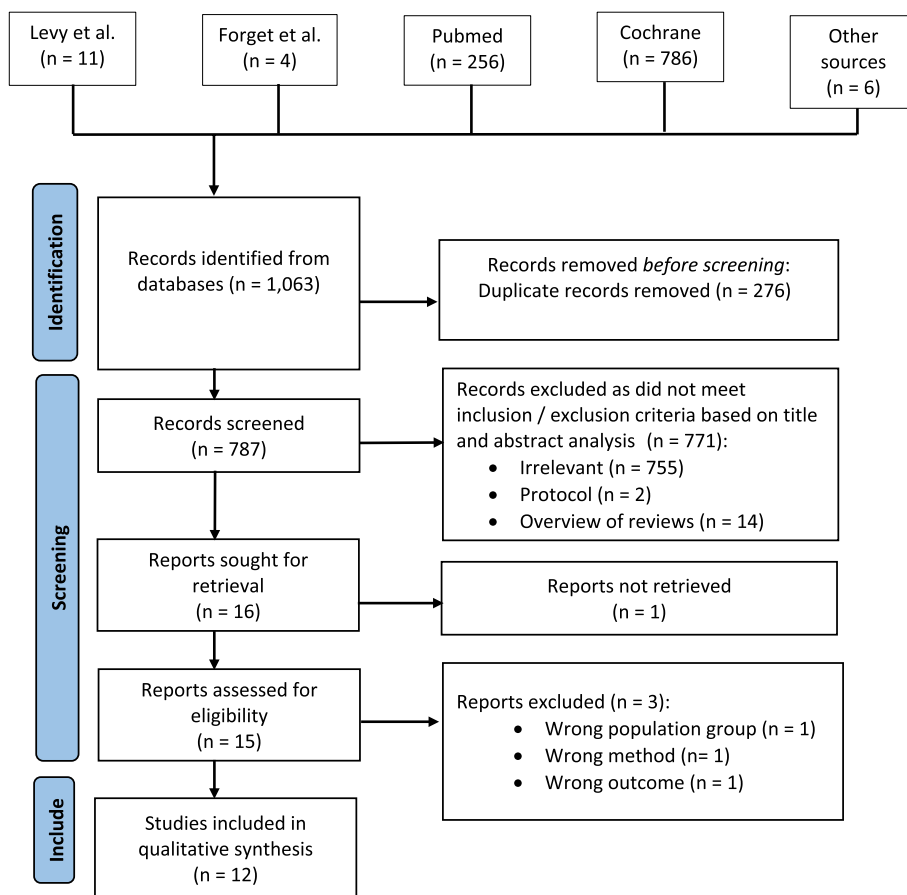 Levy et al.
(n = 11)
Forget et al.
(n = 4)
Pubmed
(n = 256)
Cochrane
(n = 786)
Other
sources
(n = 6)
Identification
Records identified from
databases (n = 1,063)
Records removed before screening:
Duplicate records removed (n = 276)
Screening
Records screened
(n = 787)
Records excluded as did not meet
inclusion / exclusion criteria based on title
and abstract analysis (n = 771):
• Irrelevant (n = 755)
• Protocol (n = 2)
• Overview of reviews (n = 14)
Reports sought for
retrieval
(n = 16)
Reports not retrieved
(n = 1)
Reports assessed for
eligibility
(n = 15)
Reports excluded (n = 3):
• Wrong population group (n = 1)
• Wrong method (n= 1)
• Wrong outcome (n = 1)
Include
Studies included in
qualitative synthesis
(n = 12)